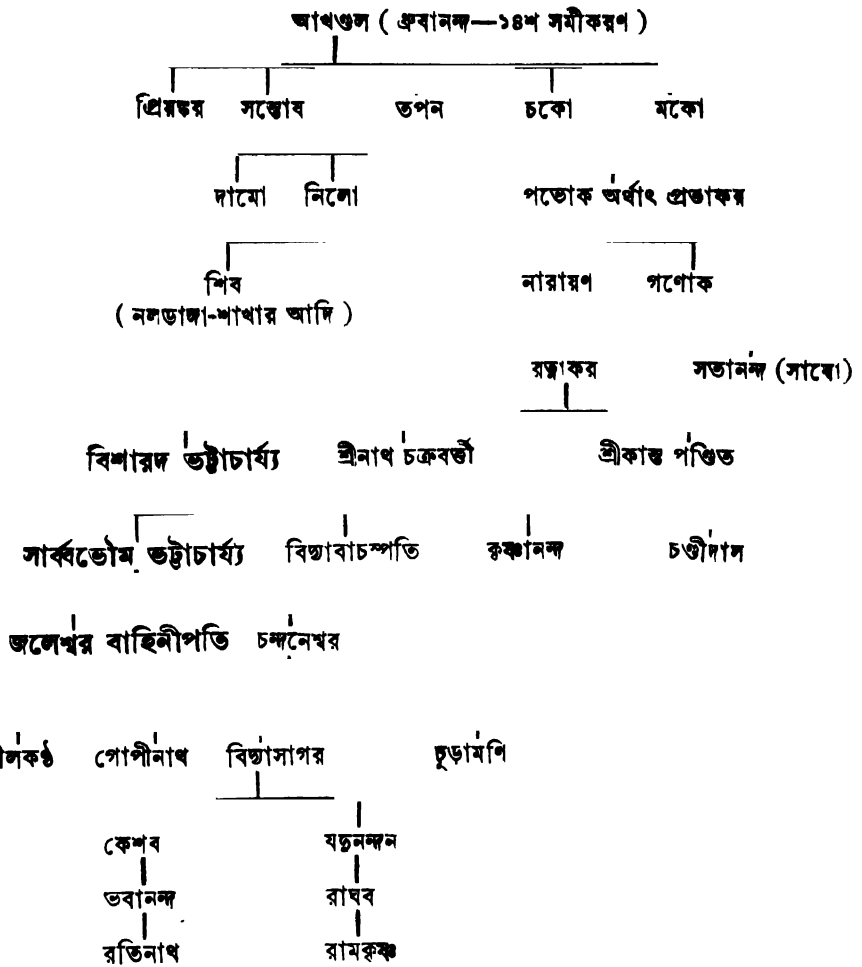 আখণ্ডল ( ধ্রুবানন্দ—১৪শ সমীকরণ )
প্রিয়ঙ্কর সন্তোষ তপন চকো মকো
দামো নিলো পভোক অর্থাৎ প্রভাকর
শিব নারায়ণ গণোক
( নলডাঙ্গা-শাখার আদি )
রত্নাকর সতানন্দ (সাধো)
বিশারদ ভট্টাচার্য্য শ্রীনাথ চক্রবর্ত্তী শ্রীকান্ত পণ্ডিত
সার্ব্বভৌম ভট্টাচার্য্য বিদ্যাবাচস্পতি কৃষ্ণানন্দ চণ্ডীদাস
জলেশ্বর বাহিনীপতি চন্দনেশ্বর
গোপীনাথ বিদ্যাসাগর চূড়ামণি
কেশব যদুনন্দন
ভবানন্দ রাঘব
রতিনাথ রামকৃষ্ণ